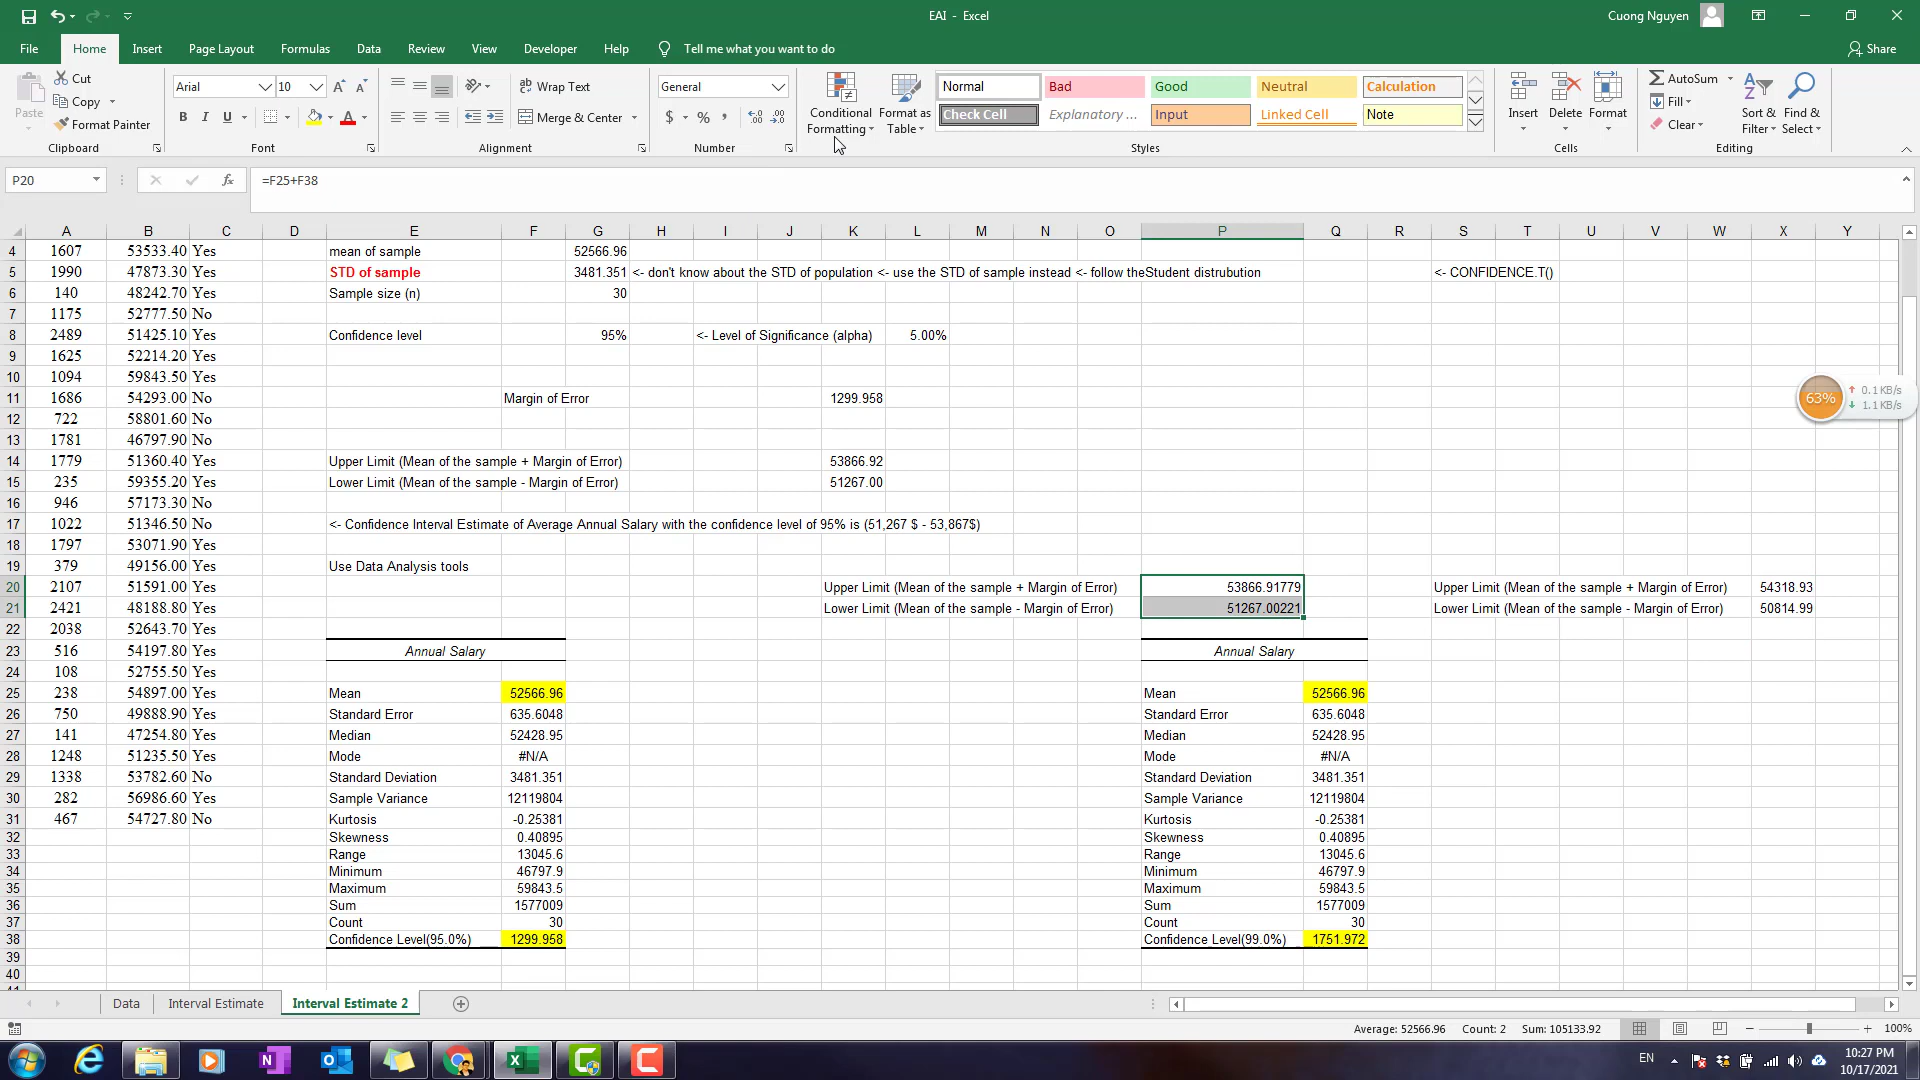 EAI - Excel
Cuong Nguyen
File Home Insert Page Layout Formulas Data Review View Developer Help Tell me what you want to do Share
Paste Cut Copy Format Painter Clipboard
Arial 10 B I U Font
Wrap Text Merge & Center Alignment
General $ % , Number
Conditional Formatting Format as Table
Normal Bad Good Neutral Calculation
Check Cell Explanatory ... Input Linked Cell Note
Styles
Insert Delete Format Cells
AutoSum Fill Clear Sort & Filter Find & Select Editing
P20 fx =F25+F38
A B C D E F G H I J K L M N O P Q R S T U V W X Y
4 1607 53533.40 Yes mean of sample 52566.96
5 1990 47873.30 Yes STD of sample 3481.351 <- don't know about the STD of population <- use the STD of sample instead <- follow theStudent distrubution <- CONFIDENCE.T()
6 140 48242.70 Yes Sample size (n) 30
7 1175 52777.50 No
8 2489 51425.10 Yes Confidence level 95% <- Level of Significance (alpha) 5.00%
9 1625 52214.20 Yes
10 1094 59843.50 Yes
11 1686 54293.00 No Margin of Error 1299.958
12 722 58801.60 No
13 1781 46797.90 No
14 1779 51360.40 Yes Upper Limit (Mean of the sample + Margin of Error) 53866.92
15 235 59355.20 Yes Lower Limit (Mean of the sample - Margin of Error) 51267.00
16 946 57173.30 No
17 1022 51346.50 No <- Confidence Interval Estimate of Average Annual Salary with the confidence level of 95% is (51,267 $ - 53,867$)
18 1797 53071.90 Yes
19 379 49156.00 Yes Use Data Analysis tools
20 2107 51591.00 Yes Upper Limit (Mean of the sample + Margin of Error) 53866.91779 Upper Limit (Mean of the sample + Margin of Error) 54318.93
21 2421 48188.80 Yes Lower Limit (Mean of the sample - Margin of Error) 51267.00221 Lower Limit (Mean of the sample - Margin of Error) 50814.99
22 2038 52643.70 Yes
23 516 54197.80 Yes Annual Salary Annual Salary
24 108 52755.50 Yes
25 238 54897.00 Yes Mean 52566.96 Mean 52566.96
26 750 49888.90 Yes Standard Error 635.6048 Standard Error 635.6048
27 141 47254.80 Yes Median 52428.95 Median 52428.95
28 1248 51235.50 Yes Mode #N/A Mode #N/A
29 1338 53782.60 No Standard Deviation 3481.351 Standard Deviation 3481.351
30 282 56986.60 Yes Sample Variance 12119804 Sample Variance 12119804
31 467 54727.80 No Kurtosis -0.25381 Kurtosis -0.25381
32 Skewness 0.40895 Skewness 0.40895
33 Range 13045.6 Range 13045.6
34 Minimum 46797.9 Minimum 46797.9
35 Maximum 59843.5 Maximum 59843.5
36 Sum 1577009 Sum 1577009
37 Count 30 Count 30
38 Confidence Level(95.0%) 1299.958 Confidence Level(99.0%) 1751.972
39
40
63% 0.1KB/s
1.1KB/s
Data Interval Estimate Interval Estimate 2
Average: 52566.96 Count: 2 Sum: 105133.92 100%
EN 10:27 PM
10/17/2021